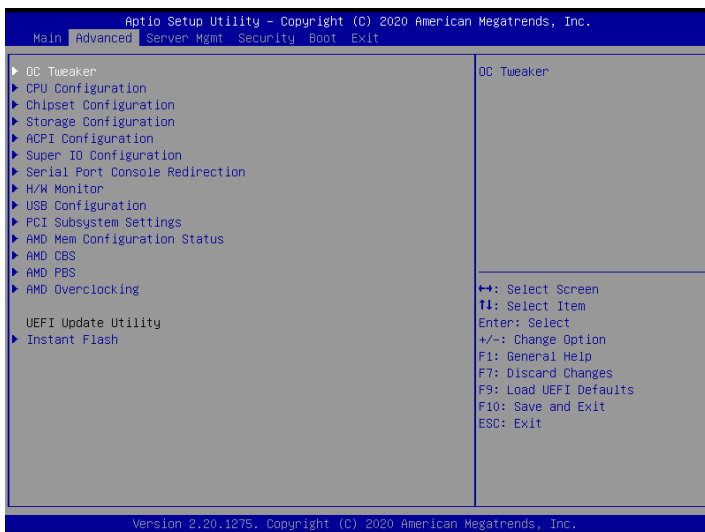 Aptio Setup Utility – Copyright (C) 2020 American Megatrends, Inc.
Main Advanced Server Mgmt Security Boot Exit
OC Tweaker
CPU Configuration
Chipset Configuration
Storage Configuration
ACPI Configuration
Super IO Configuration
Serial Port Console Redirection
H/W Monitor
USB Configuration
PCI Subsystem Settings
AMD Mem Configuration Status
AMD CBS
AMD PBS
AMD Overclocking
UEFI Update Utility
Instant Flash
OC Tweaker
↔: Select Screen
↑↓: Select Item
Enter: Select
+/-: Change Option
F1: General Help
F7: Discard Changes
F9: Load UEFI Defaults
F10: Save and Exit
ESC: Exit
Version 2.20.1275. Copyright (C) 2020 American Megatrends, Inc.